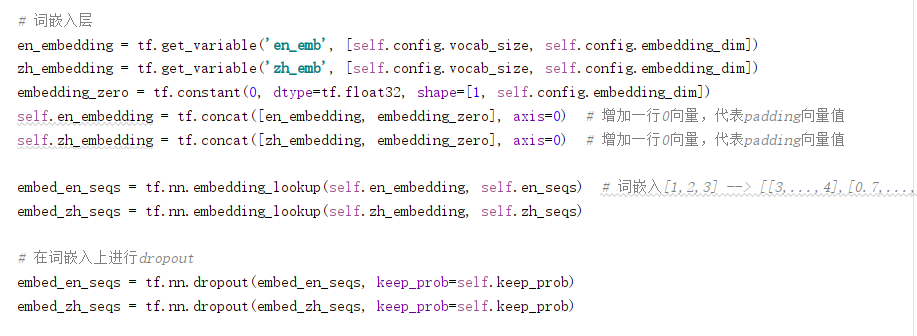 # 词嵌入层
en_embedding = tf.get_variable('en_emb', [self.config.vocab_size, self.config.embedding_dim])
zh_embedding = tf.get_variable('zh_emb', [self.config.vocab_size, self.config.embedding_dim])
embedding_zero = tf.constant(0, dtype=tf.float32, shape=[1, self.config.embedding_dim])
self.en_embedding = tf.concat([en_embedding, embedding_zero], axis=0)  # 增加一行0向量，代表padding向量值
self.zh_embedding = tf.concat([zh_embedding, embedding_zero], axis=0)  # 增加一行0向量，代表padding向量值
embed_en_seqs = tf.nn.embedding_lookup(self.en_embedding, self.en_seqs)  # 词嵌入[1,2,3] --> [[3,...,4],[0.7,...,
embed_zh_seqs = tf.nn.embedding_lookup(self.zh_embedding, self.zh_seqs)
# 在词嵌入上进行dropout
embed_en_seqs = tf.nn.dropout(embed_en_seqs, keep_prob=self.keep_prob)
embed_zh_seqs = tf.nn.dropout(embed_zh_seqs, keep_prob=self.keep_prob)